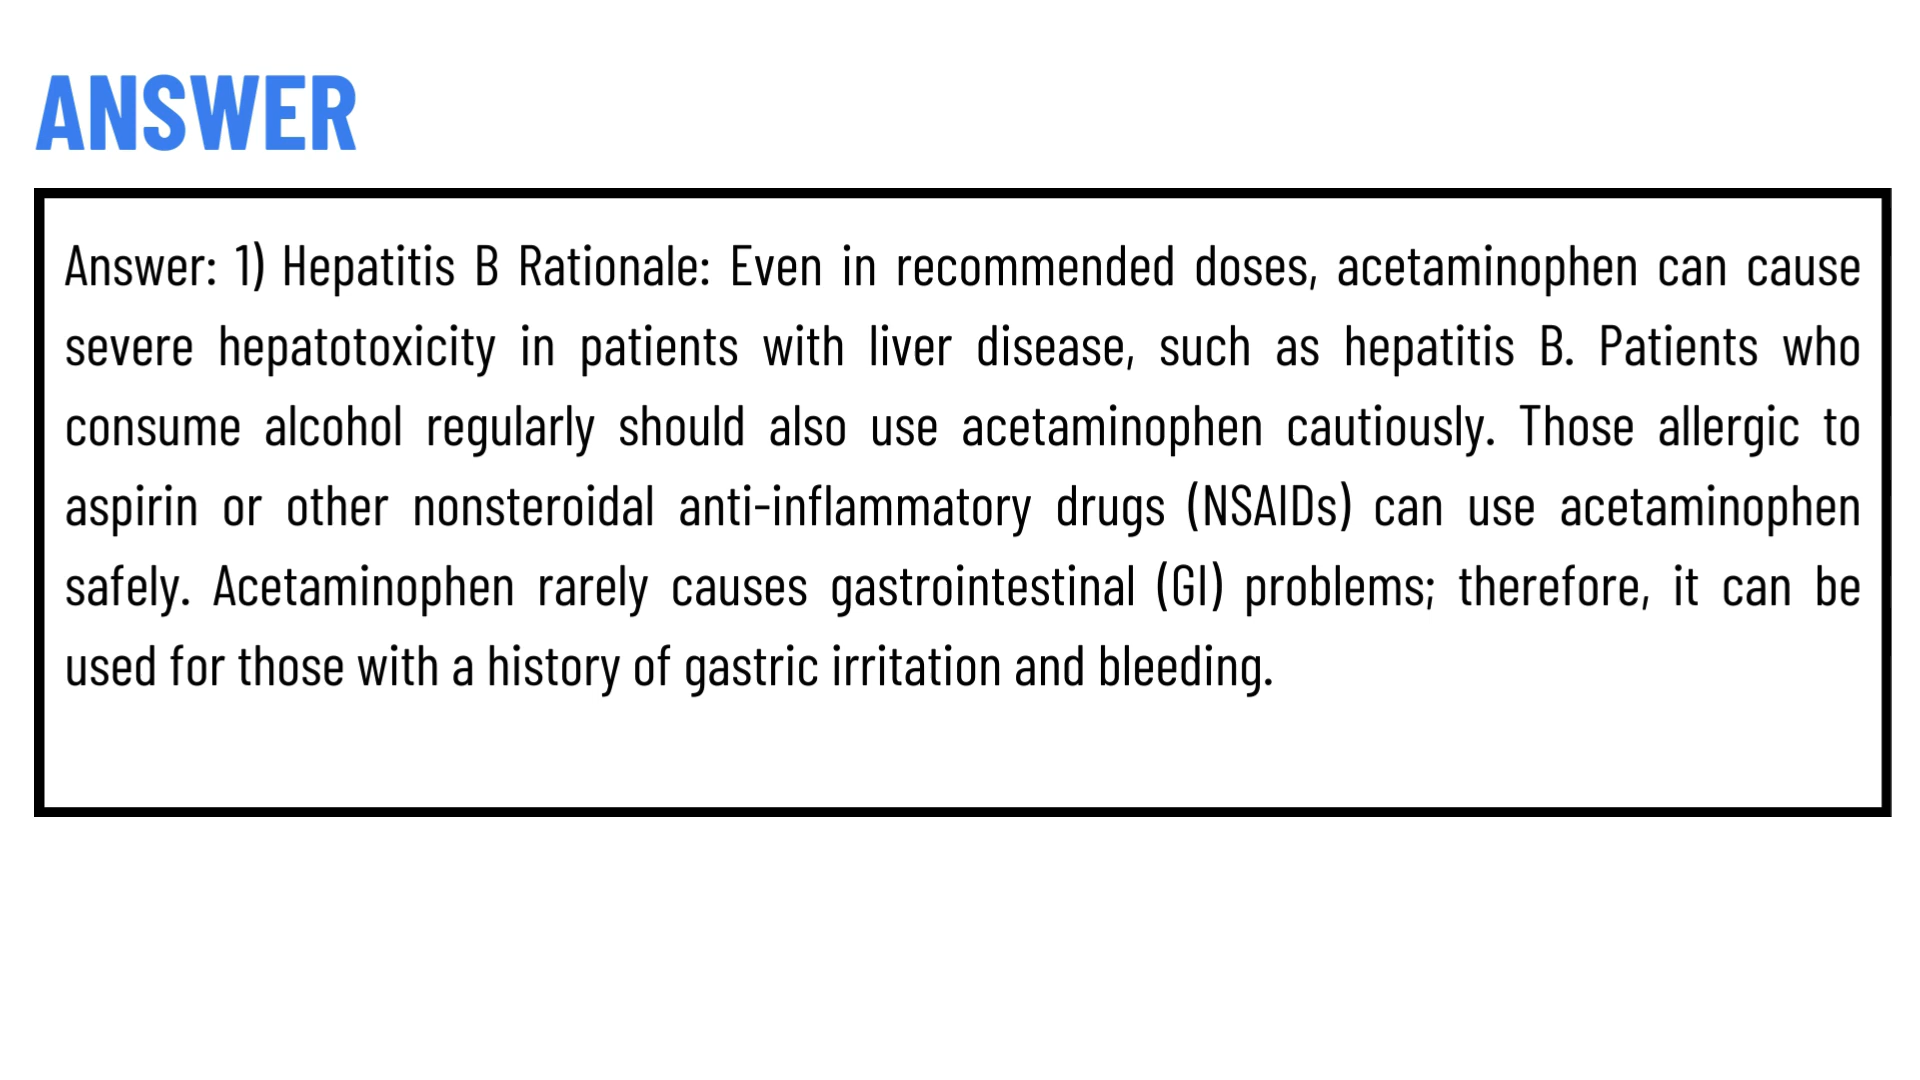 ANSWER
Answer: 1) Hepatitis B Rationale: Even in recommended doses, acetaminophen can cause
severe hepatotoxicity in patients with liver disease, such as hepatitis B. Patients who
consume alcohol regularly should also use acetaminophen cautiously. Those allergic to
aspirin or other nonsteroidal anti-inflammatory drugs (NSAIDs) can use acetaminophen
safely. Acetaminophen rarely causes gastrointestinal (GI) problems; therefore, it can be
used for those with a history of gastric irritation and bleeding.